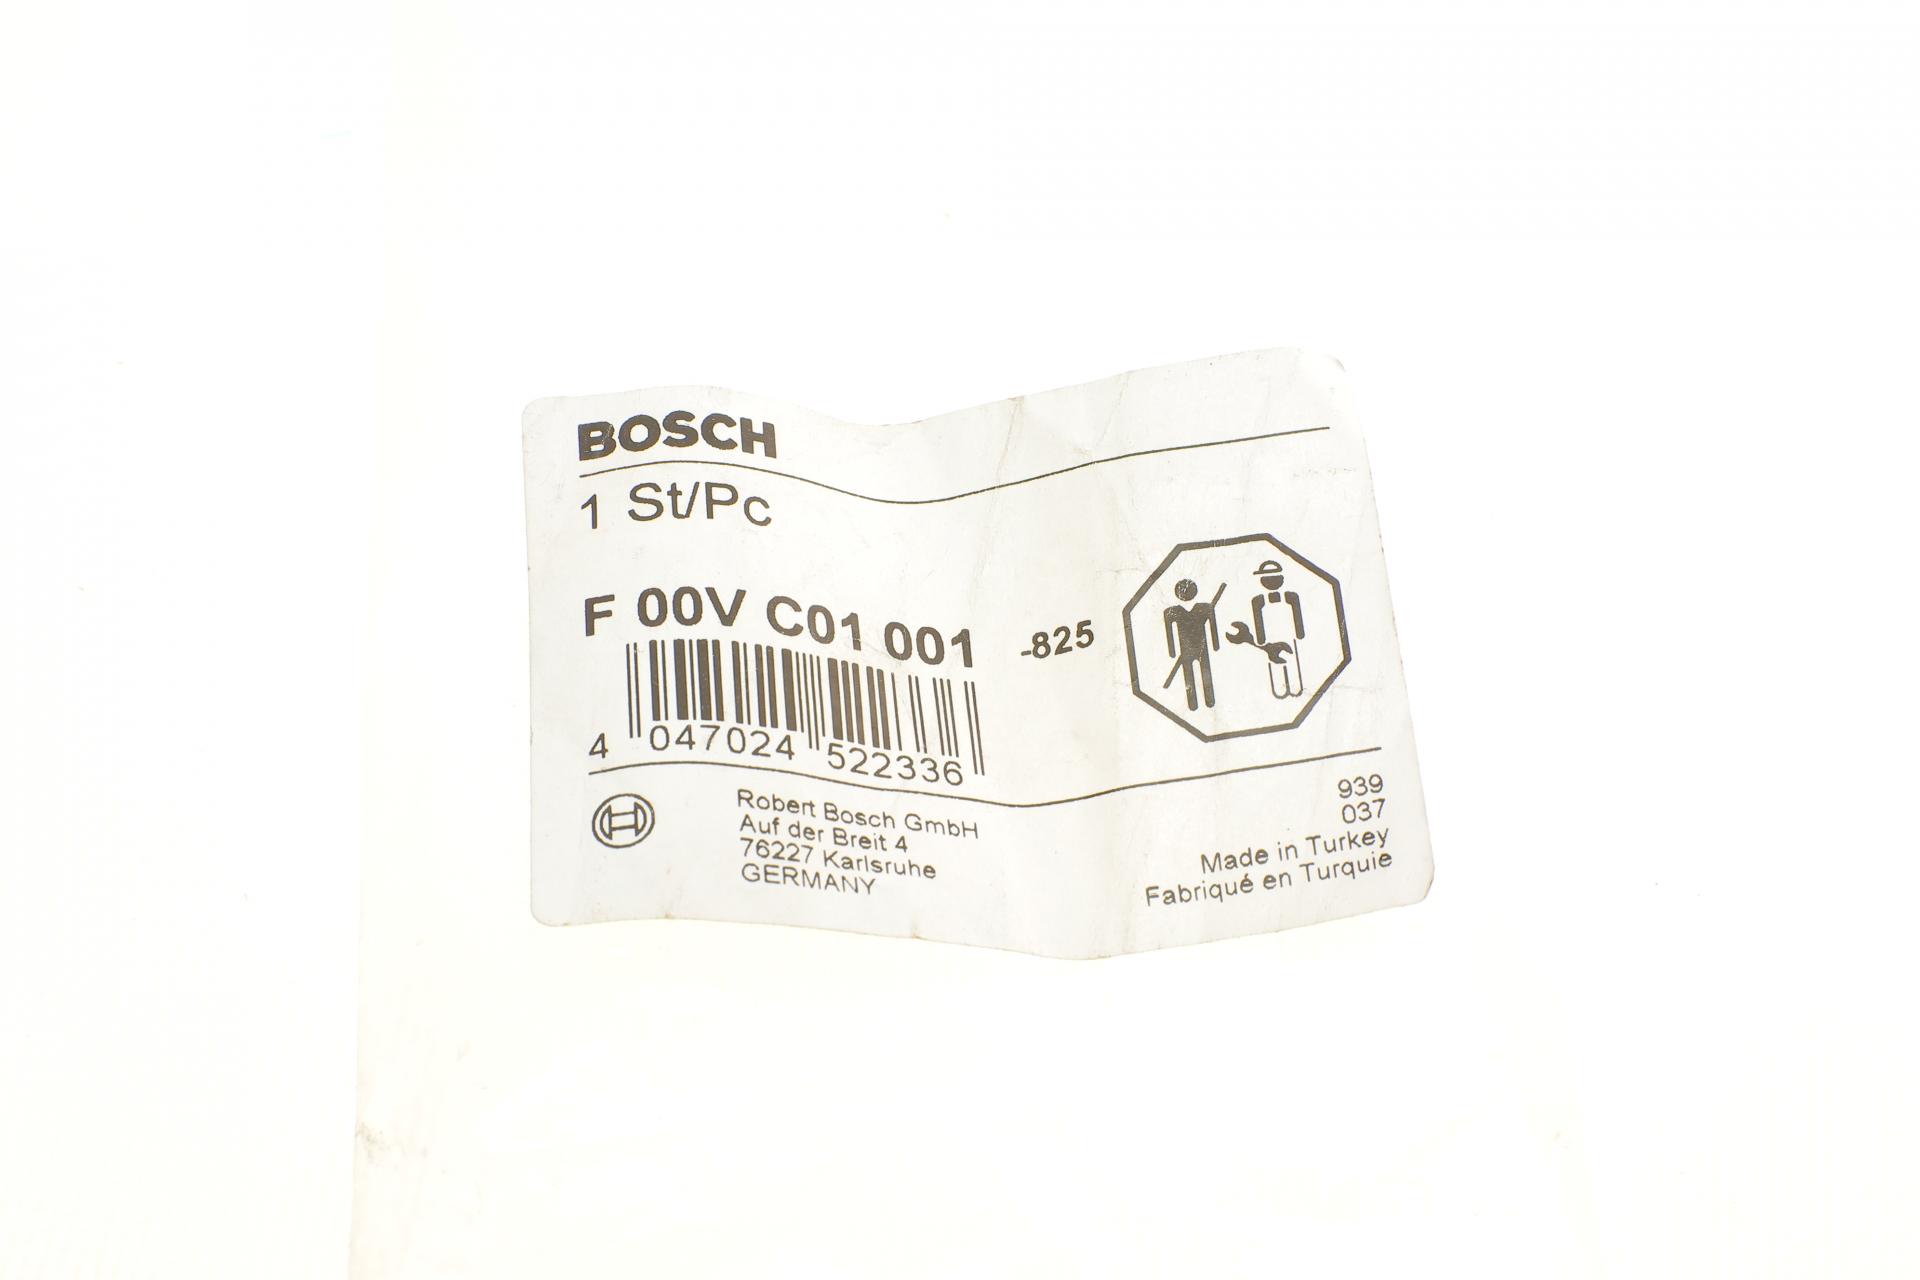 BOSCH
1 St/Pc
F 00V C01 001 -825
4 047024 522336
Robert Bosch GmbH
Auf der Breit 4
76227 Karlsruhe
GERMANY
939
037
Made in Turkey
Fabriqué en Turquie